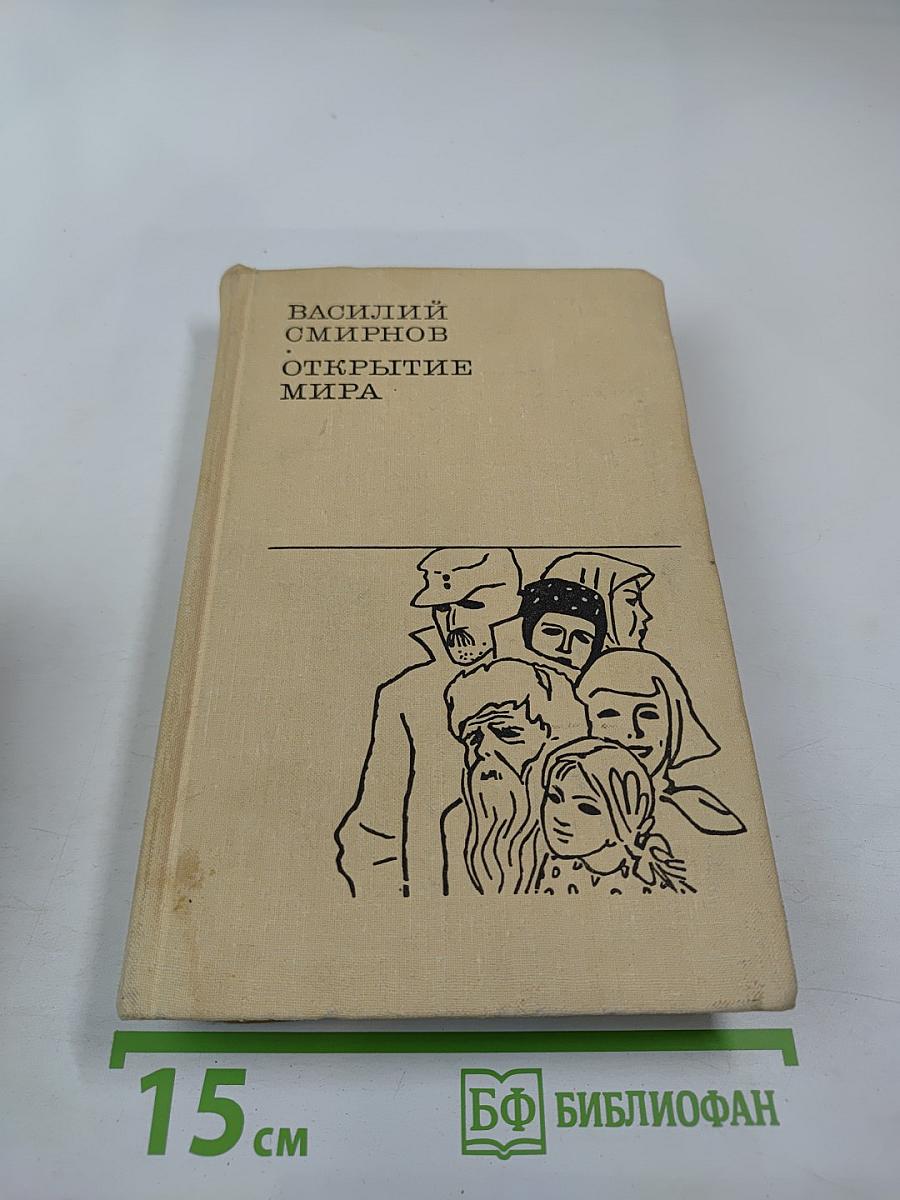 ВАСИЛИЙ
СМИРНОВ
·
ОТКРЫТИЕ
МИРА
15 см
БФ БИБЛИОФАН